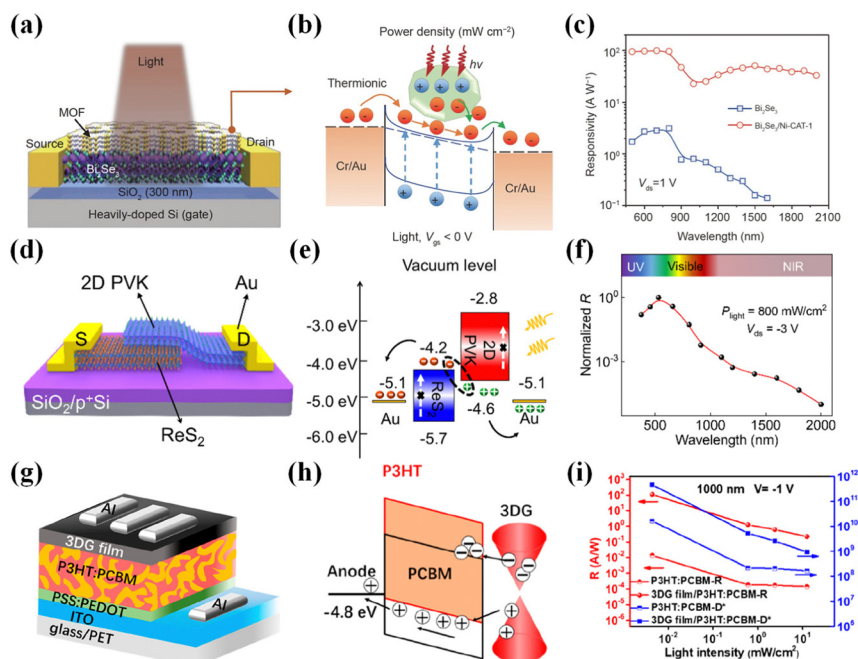 (a)
Light
MOF
Source
Drain
Bi2Se3
SiO2 (300 nm)
Heavily-doped Si (gate)
(b)
Power density (mW cm−2)
hν
Thermionic
Cr/Au
Cr/Au
Light, Vgs < 0 V
(c)
Responsivity (A W−1)
10²
10¹
10⁰
10−1
Bi2Se3
Bi2Se3/Ni-CAT-1
Vds=1 V
600
900
1200
1500
1800
2100
Wavelength (nm)
(d)
2D PVK
Au
S
D
SiO2/p+Si
ReS2
(e)
Vacuum level
-2.8
-3.0 eV
-4.0 eV
-5.0 eV
-6.0 eV
-4.2
2D
PVK
-5.1
Au
ReS2
-5.7
-4.6
-5.1
Au
(f)
UV
Visible
NIR
Normalized R
10⁰
10−3
Plight = 800 mW/cm2
Vds = -3 V
500
1000
1500
2000
Wavelength (nm)
(g)
Al
3DG film
P3HT:PCBM
PSS:PEDOT
Al
ITO
glass/PET
(h)
P3HT
3DG
PCBM
Anode
-4.8 eV
(i)
1000 nm V= -1 V
R (A/W)
10³
10²
10¹
10⁰
10−1
10−2
10−3
10−4
10−5
10−6
P3HT:PCBM-R
3DG film/P3HT:PCBM-R
P3HT:PCBM-D*
3DG film/P3HT:PCBM-D*
10¹²
10¹¹
10¹⁰
10⁹
10⁸
10⁷
10⁶
10−2
10−1
10⁰
10¹
Light intensity (mW/cm2)